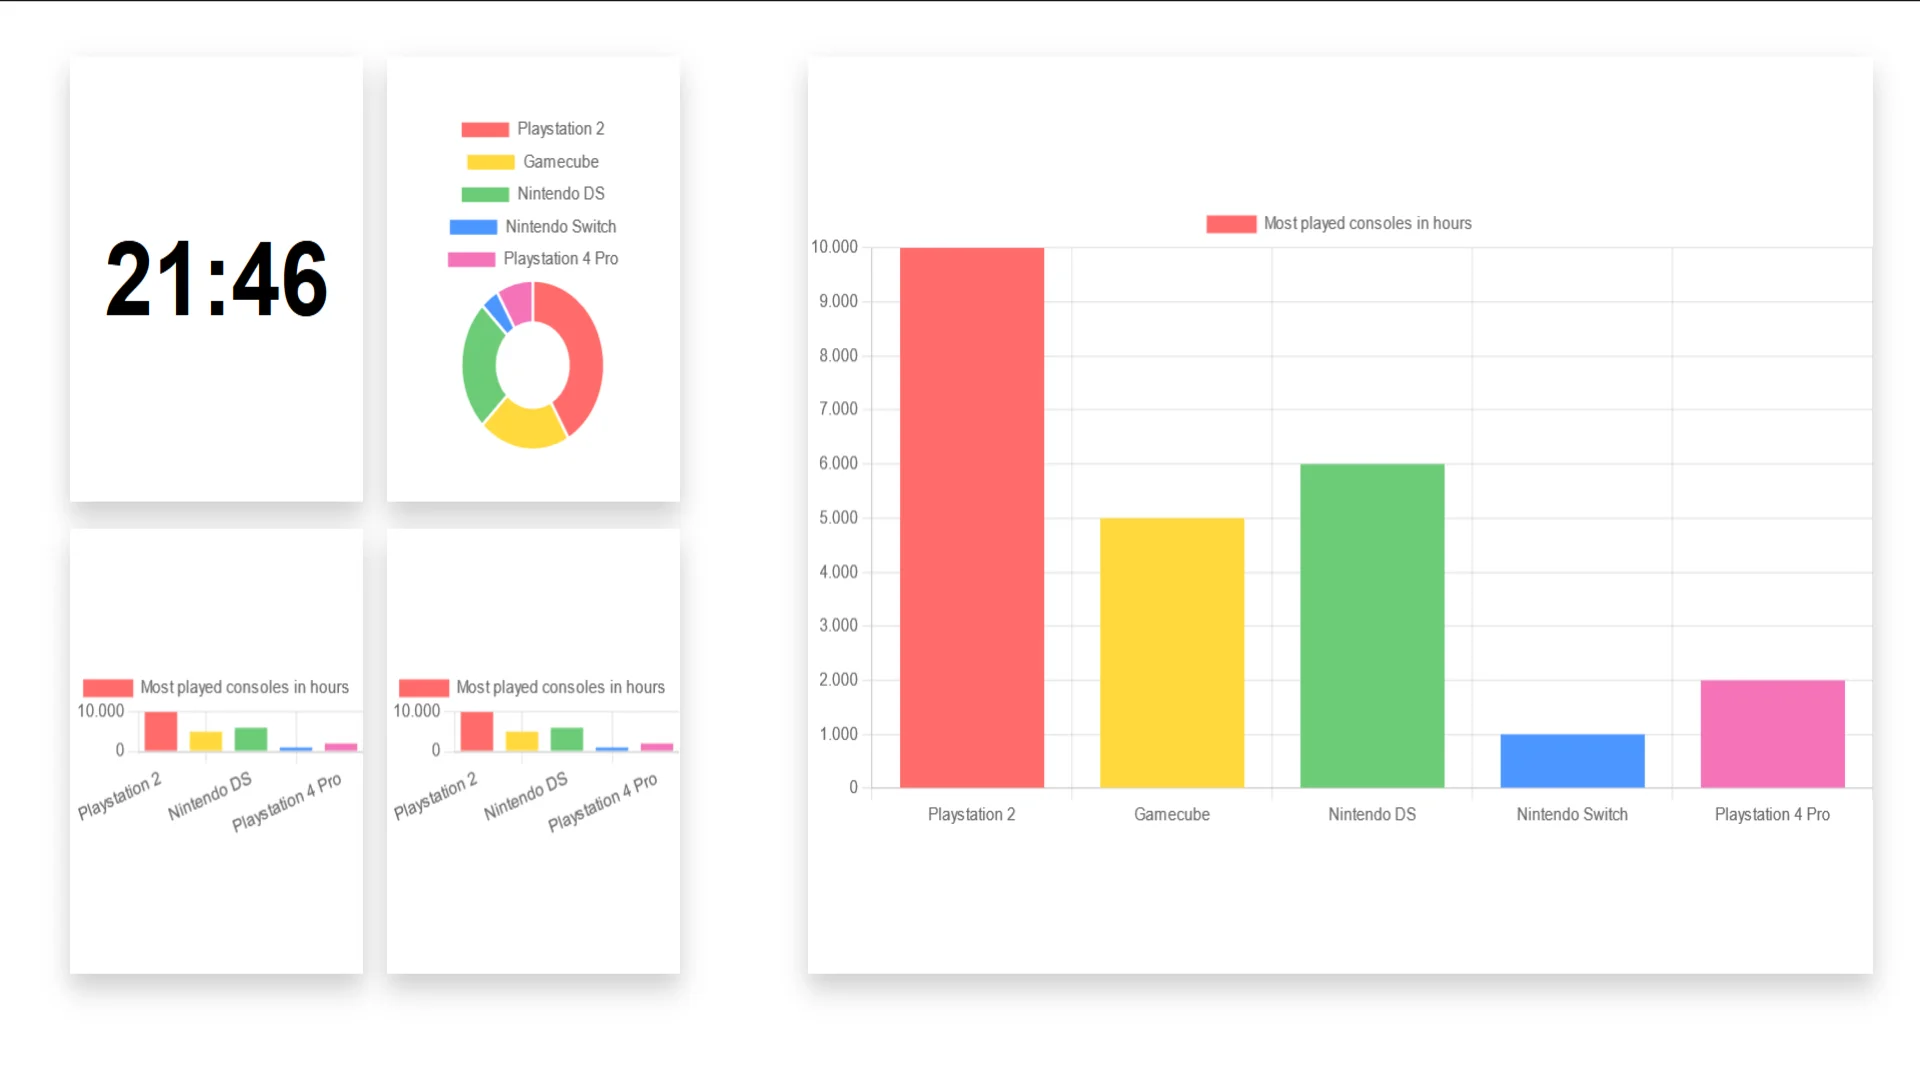 21:46
Playstation 2
Gamecube
Nintendo DS
Nintendo Switch
Playstation 4 Pro
Most played consoles in hours
10.000
0
Playstation 2
Nintendo DS
Playstation 4 Pro
Most played consoles in hours
10.000
0
Playstation 2
Nintendo DS
Playstation 4 Pro
Most played consoles in hours
10.000
9.000
8.000
7.000
6.000
5.000
4.000
3.000
2.000
1.000
0
Playstation 2 Gamecube Nintendo DS Nintendo Switch Playstation 4 Pro